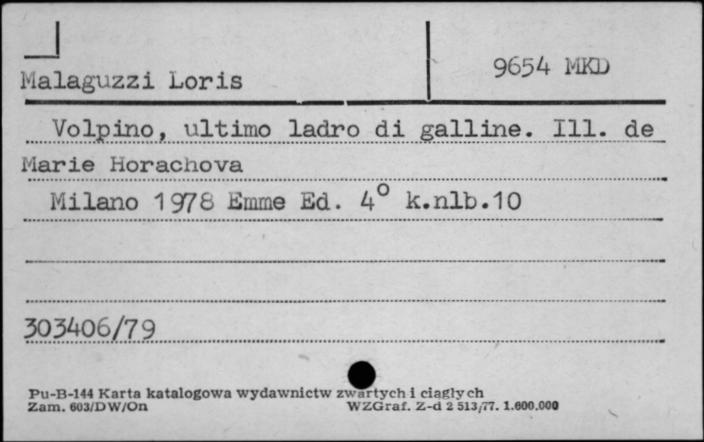 9654 MKD
Malaguzzi Loris
Volpino, ultimo ladro di galline. Ill. de
Marie Horachova
Milano 1978 Emme Ed. 4° k.nlb.10
303406/79
Pu-B-144 Karta katalogowa wydawnictw zwartych i ciągłych
Zam. 603/DW/On WZGraf. Z-d 2 513/77. 1.600.000